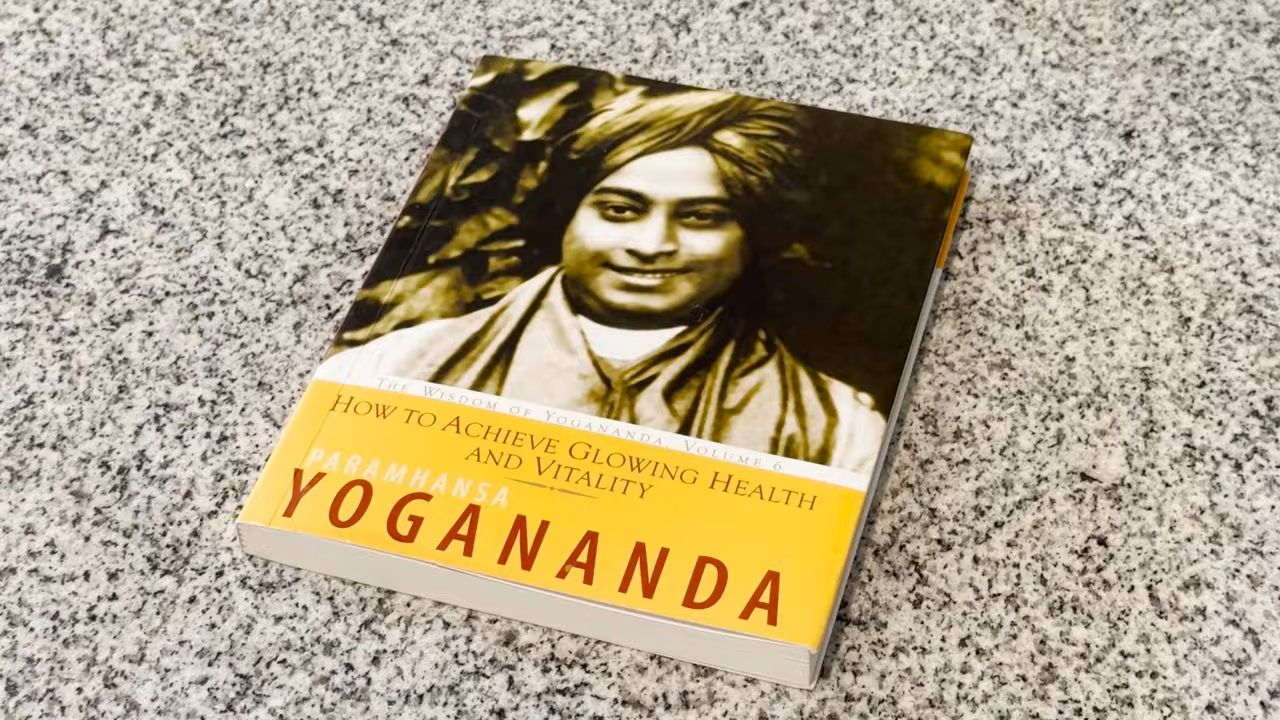 The Wisdom of Yogananda, Volume 6
How to Achieve Glowing Health
and Vitality
PARAMHANSA
YOGANANDA